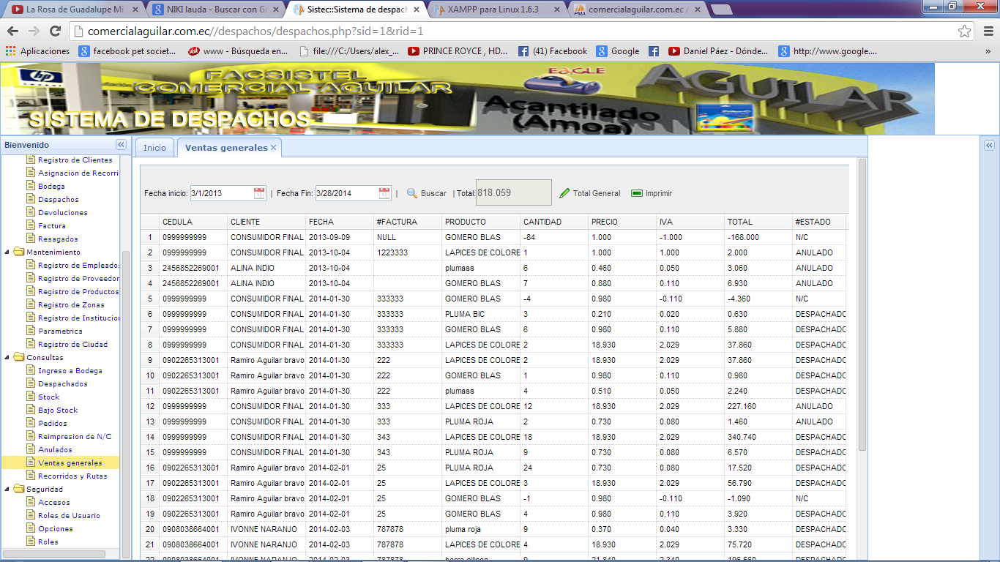 La Rosa de Guadalupe Mi
NIKI lauda - Buscar con G
Sistec::Sistema de despach
XAMPP para Linux 1.6.3
comercialaguilar.com.ec /
comercialaguilar.com.ec//despachos/despachos.php?sid=1&rid=1
Aplicaciones
facebook pet societ...
www - Búsqueda en...
file:///C:/Users/alex_...
PRINCE ROYCE , HD...
(41) Facebook
Google
Daniel Páez - Dónde...
http://www.google....
»
hp
FACSISTEL
COMERCIAL AGUILAR
SISTEMA DE DESPACHOS
EaGLE
Acantilado
(Amoa)
AGUILAR
Bienvenido
Inicio
Ventas generales
Registro de Clientes
Asignacion de Recorri
Bodega
Despachos
Devoluciones
Factura
Resagados
Mantenimiento
Registro de Empleados
Registro de Proveedor
Registro de Productos
Registro de Zonas
Registro de Institucion
Parametrica
Registro de Ciudad
Consultas
Ingreso a Bodega
Despachados
Stock
Bajo Stock
Pedidos
Reimpresion de N/C
Anulados
Ventas generales
Recorridos y Rutas
Seguridad
Accesos
Roles de Usuario
Opciones
Roles
Fecha inicio: 3/1/2013 | Fecha Fin: 3/28/2014 | Buscar | Total: 818.059 Total General Imprimir
CEDULA CLIENTE FECHA #FACTURA PRODUCTO CANTIDAD PRECIO IVA TOTAL #ESTADO
1 0999999999 CONSUMIDOR FINAL 2013-09-09 NULL GOMERO BLAS -84 1.000 -1.000 -168.000 N/C
2 0999999999 CONSUMIDOR FINAL 2013-10-04 1223333 LAPICES DE COLORE 1 1.000 1.000 2.000 ANULADO
3 2456852269001 ALINA INDIO 2013-10-04 plumass 6 0.460 0.050 3.060 ANULADO
4 2456852269001 ALINA INDIO 2013-10-04 GOMERO BLAS 7 0.880 0.110 6.930 ANULADO
5 0999999999 CONSUMIDOR FINAL 2014-01-30 333333 GOMERO BLAS -4 0.980 -0.110 -4.360 N/C
6 0999999999 CONSUMIDOR FINAL 2014-01-30 333333 PLUMA BIC 3 0.210 0.020 0.630 DESPACHADO
7 0999999999 CONSUMIDOR FINAL 2014-01-30 333333 GOMERO BLAS 6 0.980 0.110 5.880 DESPACHADO
8 0999999999 CONSUMIDOR FINAL 2014-01-30 333333 LAPICES DE COLORE 2 18.930 2.029 37.860 DESPACHADO
9 0902265313001 Ramiro Aguilar bravo 2014-01-30 222 LAPICES DE COLORE 2 18.930 2.029 37.860 DESPACHADO
10 0902265313001 Ramiro Aguilar bravo 2014-01-30 222 GOMERO BLAS 1 0.980 0.110 0.980 DESPACHADO
11 0902265313001 Ramiro Aguilar bravo 2014-01-30 222 plumass 4 0.510 0.050 2.240 DESPACHADO
12 0999999999 CONSUMIDOR FINAL 2014-01-30 333 LAPICES DE COLORE 12 18.930 2.029 227.160 ANULADO
13 0999999999 CONSUMIDOR FINAL 2014-01-30 333 PLUMA ROJA 2 0.730 0.080 1.460 ANULADO
14 0999999999 CONSUMIDOR FINAL 2014-01-30 343 LAPICES DE COLORE 18 18.930 2.029 340.740 DESPACHADO
15 0999999999 CONSUMIDOR FINAL 2014-01-30 343 PLUMA ROJA 9 0.730 0.080 6.570 DESPACHADO
16 0902265313001 Ramiro Aguilar bravo 2014-02-01 25 PLUMA ROJA 24 0.730 0.080 17.520 DESPACHADO
17 0902265313001 Ramiro Aguilar bravo 2014-02-01 25 LAPICES DE COLORE 3 18.930 2.029 56.790 DESPACHADO
18 0902265313001 Ramiro Aguilar bravo 2014-02-01 25 GOMERO BLAS -1 0.980 -0.110 -1.090 N/C
19 0902265313001 Ramiro Aguilar bravo 2014-02-01 25 GOMERO BLAS 4 0.980 0.110 3.920 DESPACHADO
20 0908038664001 IVONNE NARANJO 2014-02-03 787878 pluma roja 9 0.370 0.040 3.330 DESPACHADO
21 0908038664001 IVONNE NARANJO 2014-02-03 787878 LAPICES DE COLORE 4 18.930 2.029 75.720 DESPACHADO
22 0908038664001 IVONNE NARANJO 2014-02-03 787878 9 21.840 2.340 196.560 DESPACHADO